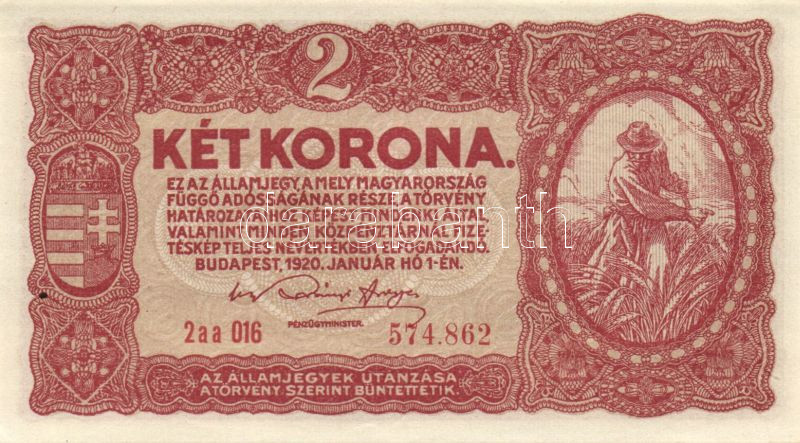 2
KÉT KORONA.
EZ AZ ÁLLAMJEGY, A MELY MAGYARORSZÁG
FÜGGŐ ADÓSSÁGÁNAK RÉSZE, A TÖRVÉNY
HATÁROZATÁHOZ KÉPEST MINDENKI ÁLTAL,
VALAMINT MINDEN KÖZPÉNZTÁRNÁL FIZE-
TÉSKÉP TELJES NÉVÉRTÉKBEN ELFOGADANDÓ.
BUDAPEST, 1920. JANUÁR HÓ 1-ÉN.
PÉNZÜGYMINISTER.
2aa 016 574.862
AZ ÁLLAMJEGYEK UTÁNZÁSA
A TÖRVÉNY SZERINT BÜNTETTETIK
darabanth